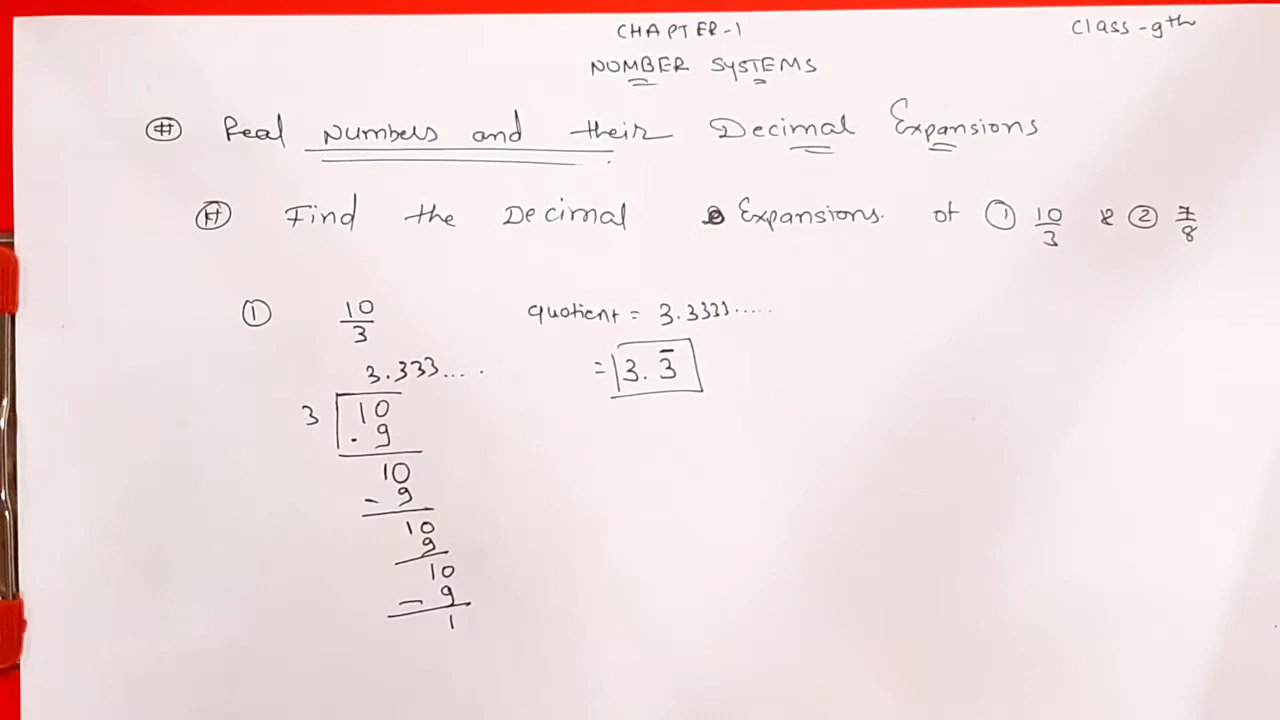 CHAPTER-1
Class-9th
NUMBER SYSTEMS
# Real Numbers and their Decimal Expansions
# Find the Decimal Expansions. of ① 10/3 & ② 7/8
① 10/3
quotient = 3.3333.....
= 3.3̅
3.333....
3 10
- 9
10
- 9
10
9
10
- 9
1